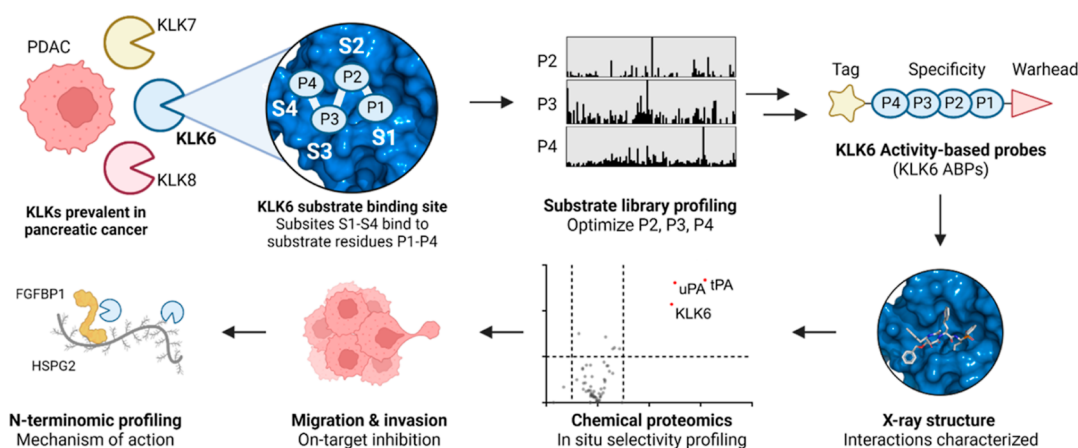 PDAC
KLK7
KLK6
KLK8
KLKs prevalent in
pancreatic cancer
S2
P4
P2
S4
P3
P1
S3
S1
KLK6 substrate binding site
Subsites S1-S4 bind to
substrate residues P1-P4
P2
P3
P4
Substrate library profiling
Optimize P2, P3, P4
Tag
Specificity
Warhead
P4 P3 P2 P1
KLK6 Activity-based probes
(KLK6 ABPs)
X-ray structure
Interactions characterized
uPA
tPA
KLK6
Chemical proteomics
In situ selectivity profiling
Migration & invasion
On-target inhibition
FGFBP1
HSPG2
N-terminomic profiling
Mechanism of action